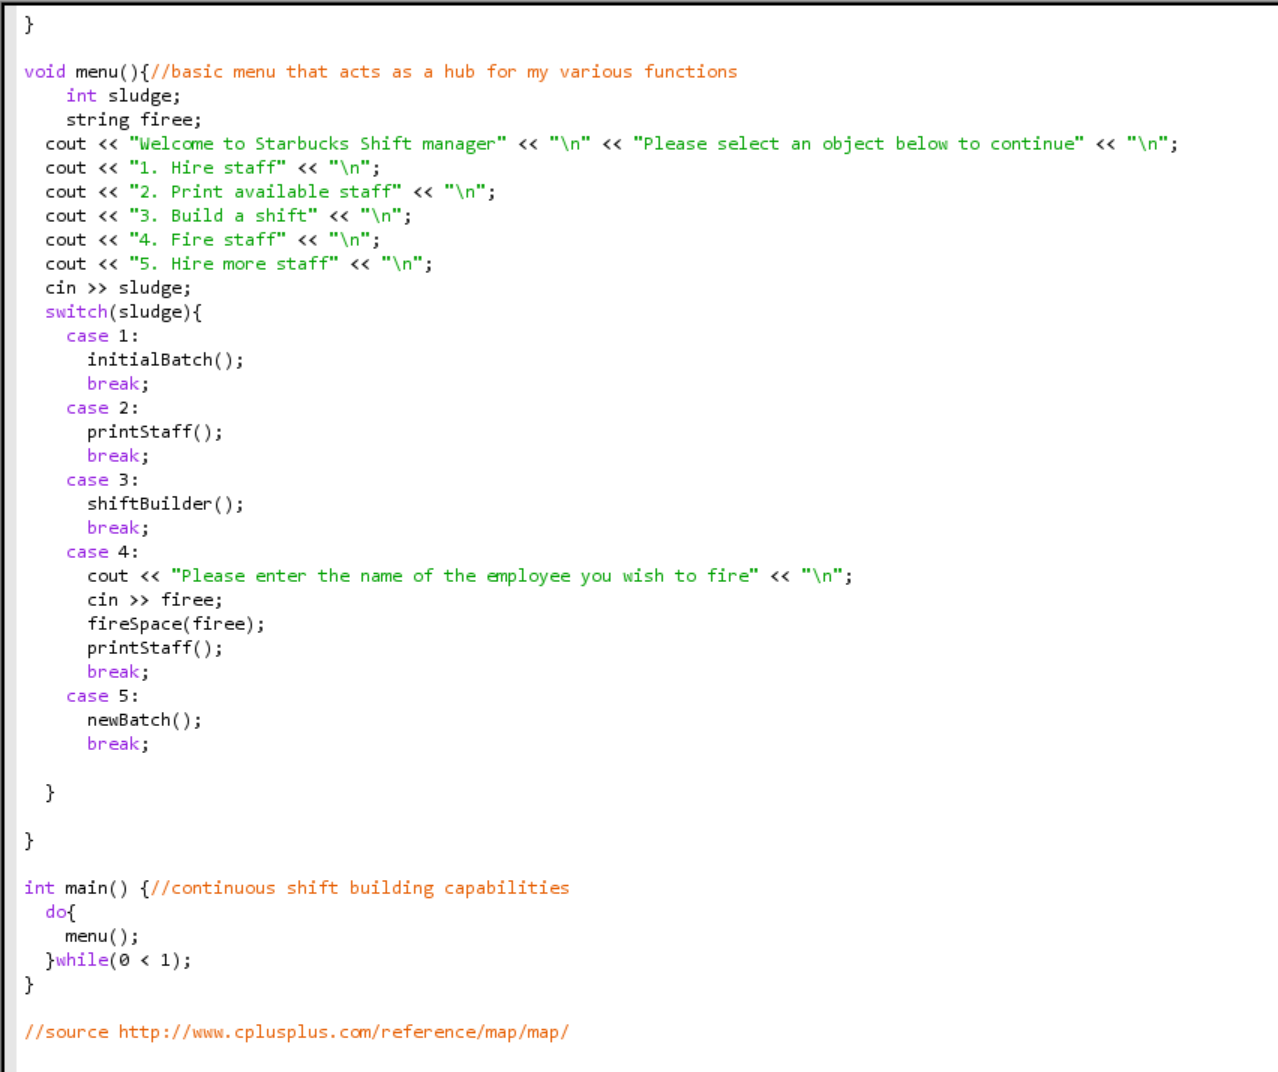 }
void menu(){//basic menu that acts as a hub for my various functions
    int sludge;
    string firee;
  cout << "Welcome to Starbucks Shift manager" << "\n" << "Please select an object below to continue" << "\n";
  cout << "1. Hire staff" << "\n";
  cout << "2. Print available staff" << "\n";
  cout << "3. Build a shift" << "\n";
  cout << "4. Fire staff" << "\n";
  cout << "5. Hire more staff" << "\n";
  cin >> sludge;
  switch(sludge){
    case 1:
      initialBatch();
      break;
    case 2:
      printStaff();
      break;
    case 3:
      shiftBuilder();
      break;
    case 4:
      cout << "Please enter the name of the employee you wish to fire" << "\n";
      cin >> firee;
      fireSpace(firee);
      printStaff();
      break;
    case 5:
      newBatch();
      break;
  }
}
int main() {//continuous shift building capabilities
  do{
    menu();
  }while(0 < 1);
}
//source http://www.cplusplus.com/reference/map/map/